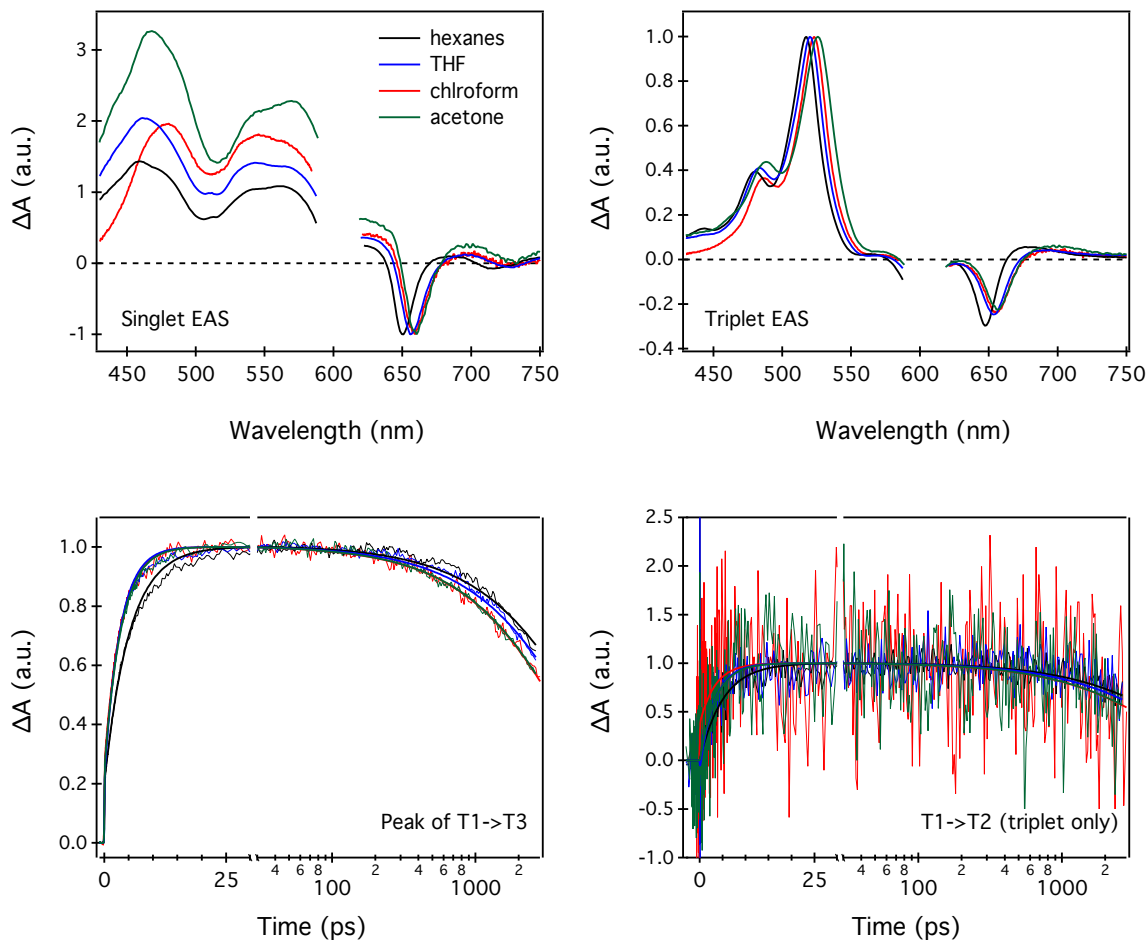 hexanes
THF
chlroform
acetone
3
2
1
0
-1
ΔA (a.u.)
Singlet EAS
450 500 550 600 650 700 750
Wavelength (nm)
1.0
0.8
0.6
0.4
0.2
0.0
-0.2
-0.4
ΔA (a.u.)
Triplet EAS
450 500 550 600 650 700 750
Wavelength (nm)
1.0
0.8
0.6
0.4
0.2
0.0
ΔA (a.u.)
Peak of T1->T3
0 25 4 6 8 100 2 4 6 8 1000 2
Time (ps)
2.5
2.0
1.5
1.0
0.5
0.0
-0.5
-1.0
ΔA (a.u.)
T1->T2 (triplet only)
0 25 4 6 8 100 2 4 6 8 1000 2
Time (ps)